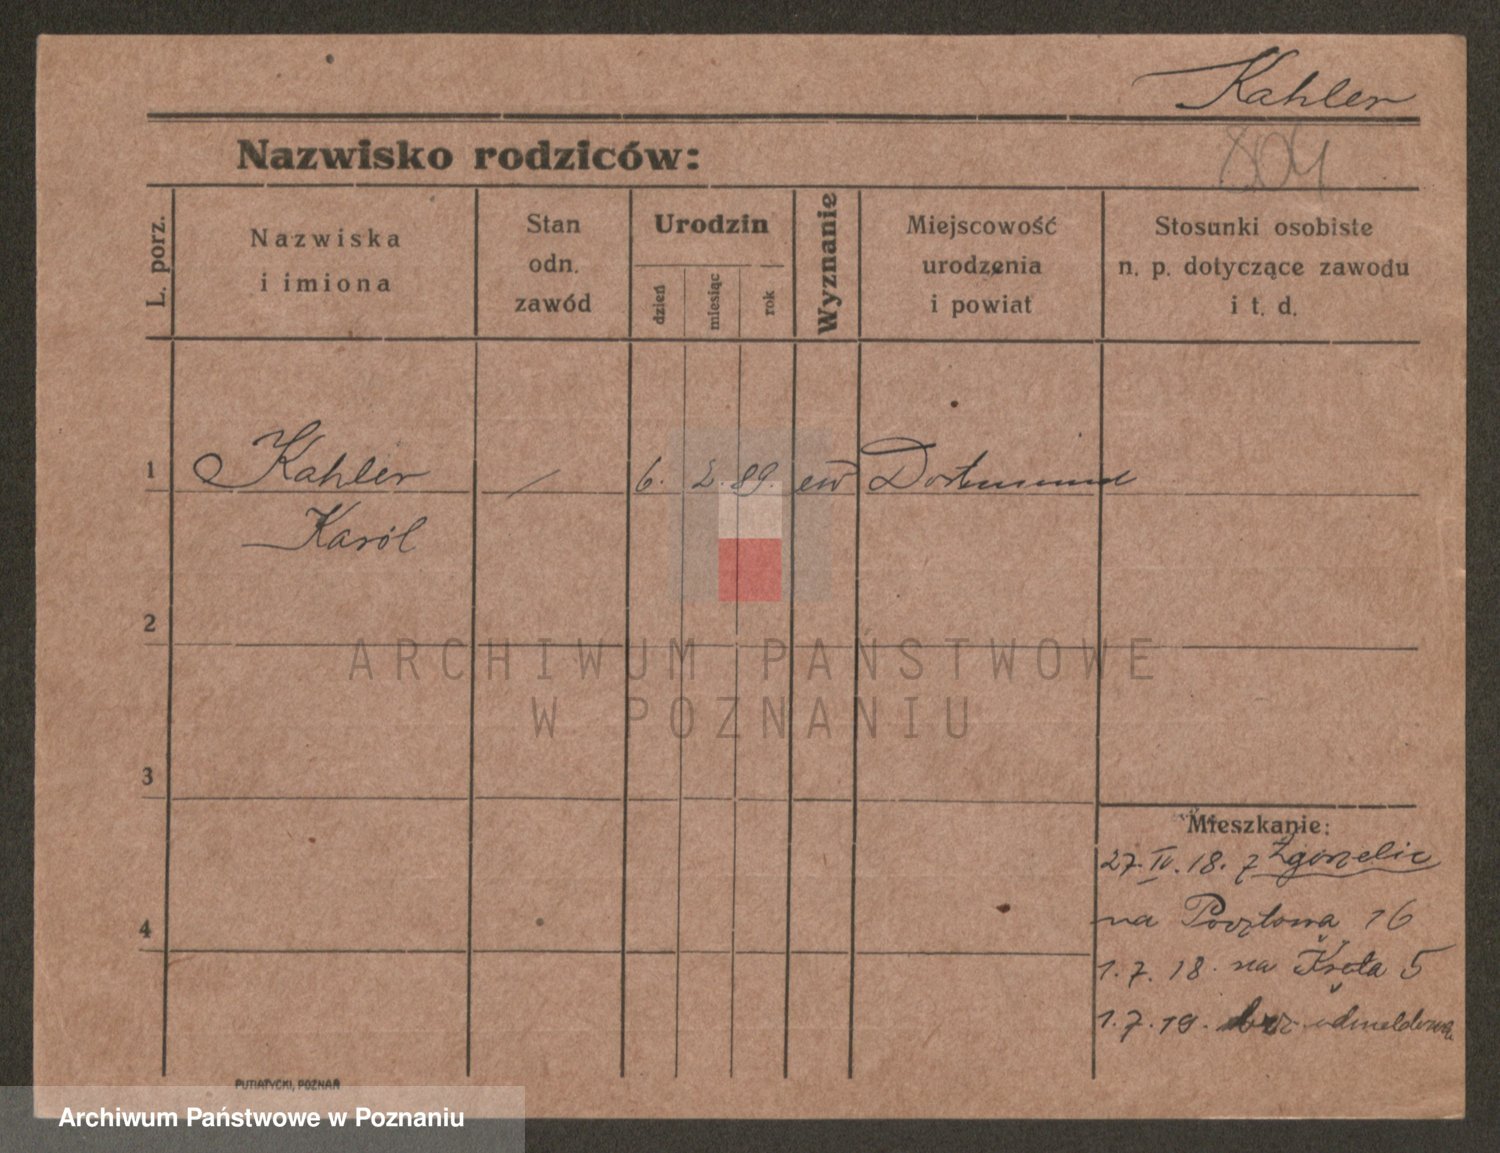 Kahler
Nazwisko rodziców:
804
L. porz.
Nazwiska
i imiona
Stan
odn.
zawód
Urodzin
dzień
miesiąc
rok
Wyznanie
Miejscowość
urodzenia
i powiat
Stosunki osobiste
n. p. dotyczące zawodu
i t. d.
1 Kahler / 6. 2. 89. ew Dortmund
Karól
2
ARCHIWUM PAŃSTWOWE
W POZNANIU
3
Mieszkanie:
27. IV. 18. z Zgorzelic
na Pocztowa 16
4
1. 7. 18. na Kręta 5
1. 7. 19. bez
PUTIATYCKI, POZNAŃ
Archiwum Państwowe w Poznaniu